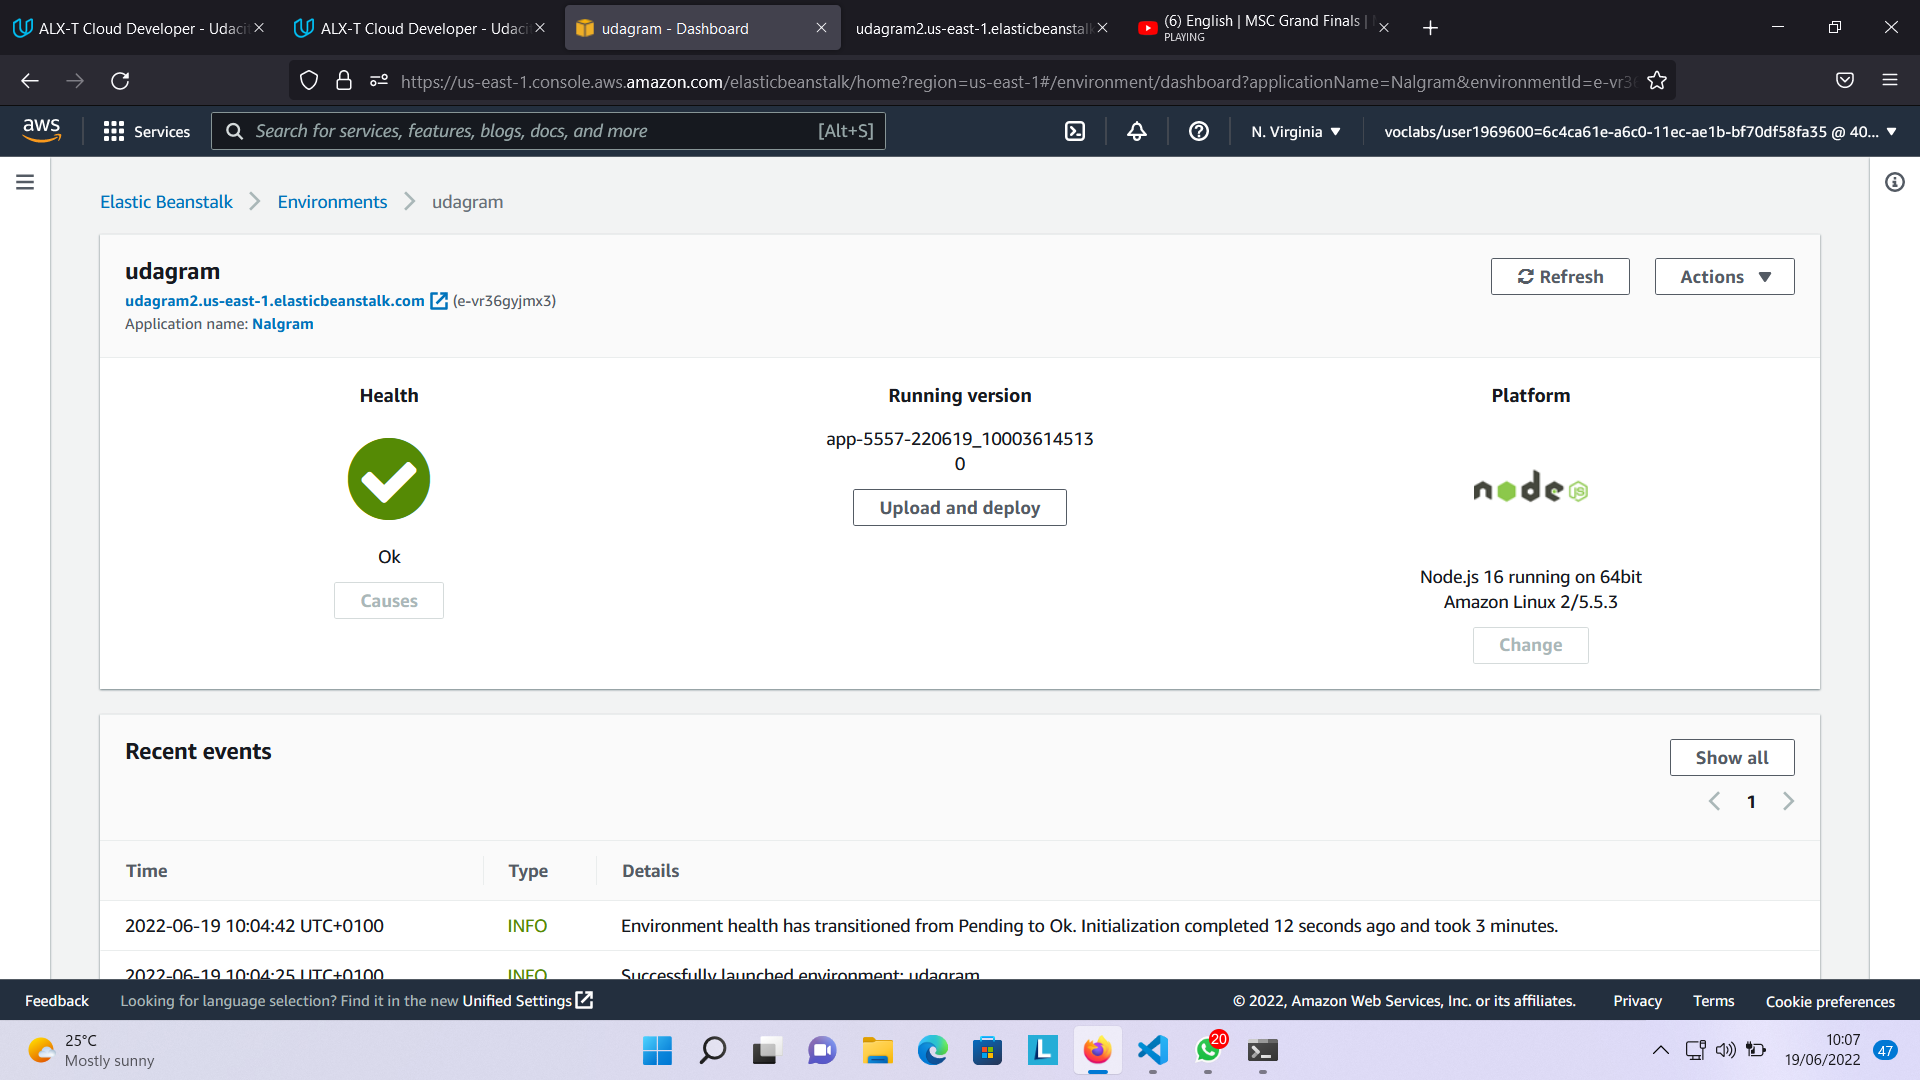 ALX-T Cloud Developer - Udaci
ALX-T Cloud Developer - Udaci
udagram - Dashboard
udagram2.us-east-1.elasticbeanstalk
(6) English | MSC Grand Finals |
PLAYING
https://us-east-1.console.aws.amazon.com/elasticbeanstalk/home?region=us-east-1#/environment/dashboard?applicationName=Nalgram&environmentId=e-vr36
aws
Services
Search for services, features, blogs, docs, and more
[Alt+S]
N. Virginia
voclabs/user1969600=6c4ca61e-a6c0-11ec-ae1b-bf70df58fa35 @ 40...
Elastic Beanstalk
Environments
udagram
udagram
Refresh
Actions
udagram2.us-east-1.elasticbeanstalk.com (e-vr36gyjmx3)
Application name: Nalgram
Health
Ok
Causes
Running version
app-5557-220619_10003614513
0
Upload and deploy
Platform
node
JS
Node.js 16 running on 64bit
Amazon Linux 2/5.5.3
Change
Recent events
Show all
1
Time
Type
Details
2022-06-19 10:04:42 UTC+0100
INFO
Environment health has transitioned from Pending to Ok. Initialization completed 12 seconds ago and took 3 minutes.
2022-06-19 10:04:25 UTC+0100
INFO
Successfully launched environment: udagram
Feedback
Looking for language selection? Find it in the new Unified Settings
© 2022, Amazon Web Services, Inc. or its affiliates.
Privacy
Terms
Cookie preferences
25°C
Mostly sunny
L
20
10:07
19/06/2022
47